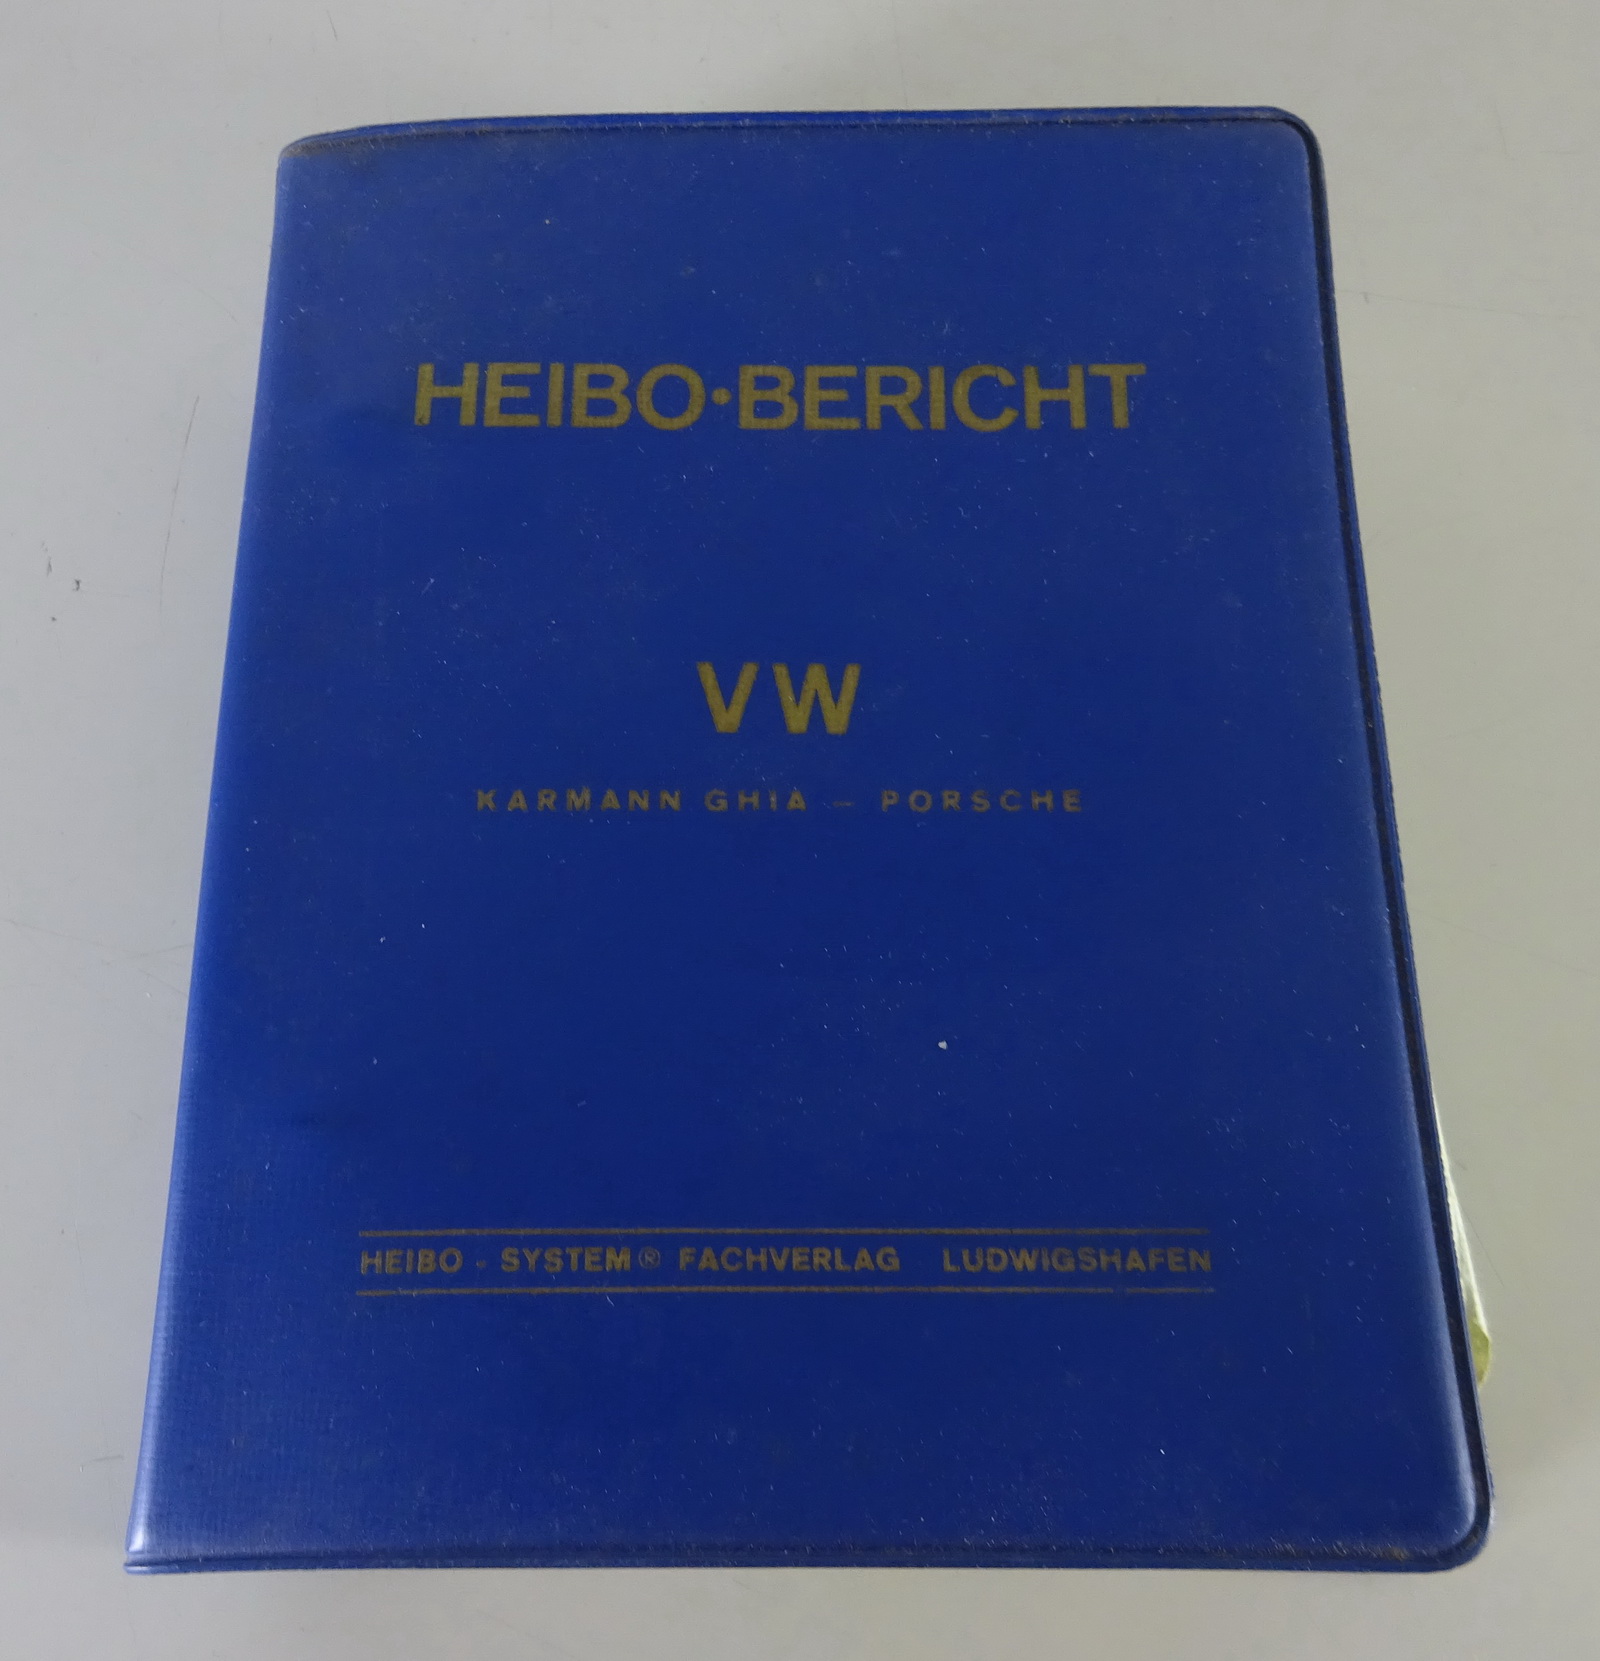 HEIBO·BERICHT
VW
KARMANN GHIA – PORSCHE
HEIBO - SYSTEM® FACHVERLAG LUDWIGSHAFEN